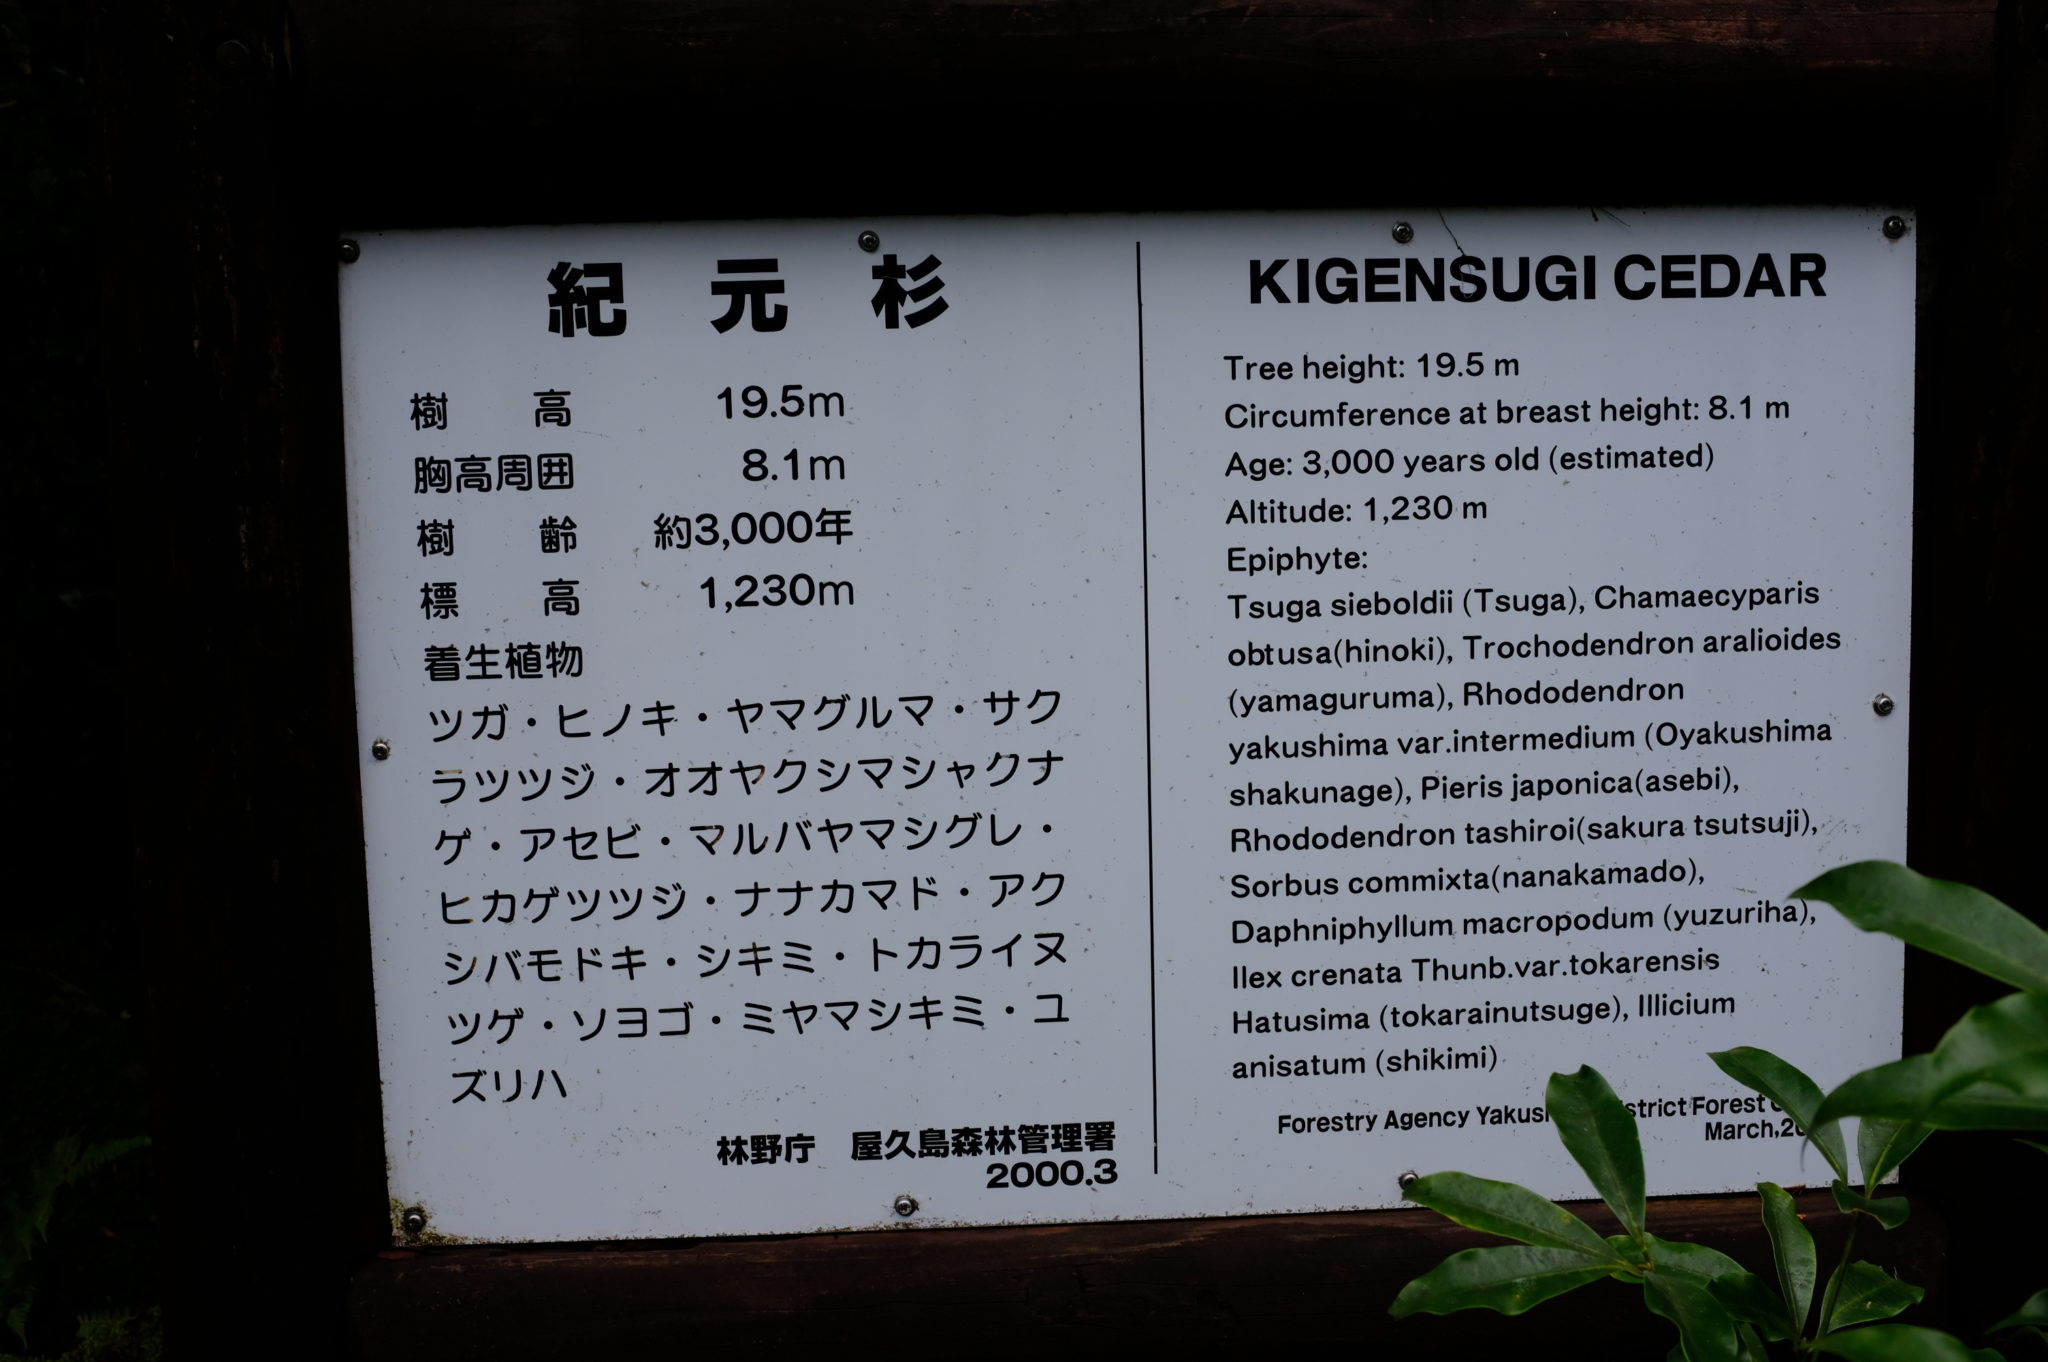 紀元杉
樹高 19.5m
胸高周囲 8.1m
樹齢 約3,000年
標高 1,230m
着生植物
ツガ・ヒノキ・ヤマグルマ・サク
ラツツジ・オオヤクシマシャクナ
ゲ・アセビ・マルバヤマシグレ・
ヒカゲツツジ・ナナカマド・アク
シバモドキ・シキミ・トカライヌ
ツゲ・ソヨゴ・ミヤマシキミ・ユ
ズリハ
林野庁 屋久島森林管理署
2000.3
KIGENSUGI CEDAR
Tree height: 19.5 m
Circumference at breast height: 8.1 m
Age: 3,000 years old (estimated)
Altitude: 1,230 m
Epiphyte:
Tsuga sieboldii (Tsuga), Chamaecyparis
obtusa(hinoki), Trochodendron aralioides
(yamaguruma), Rhododendron
yakushima var.intermedium (Oyakushima
shakunage), Pieris japonica(asebi),
Rhododendron tashiroi(sakura tsutsuji),
Sorbus commixta(nanakamado),
Daphniphyllum macropodum (yuzuriha),
Ilex crenata Thunb.var.tokarensis
Hatusima (tokarainutsuge), Illicium
anisatum (shikimi)
Forestry Agency Forest
March,